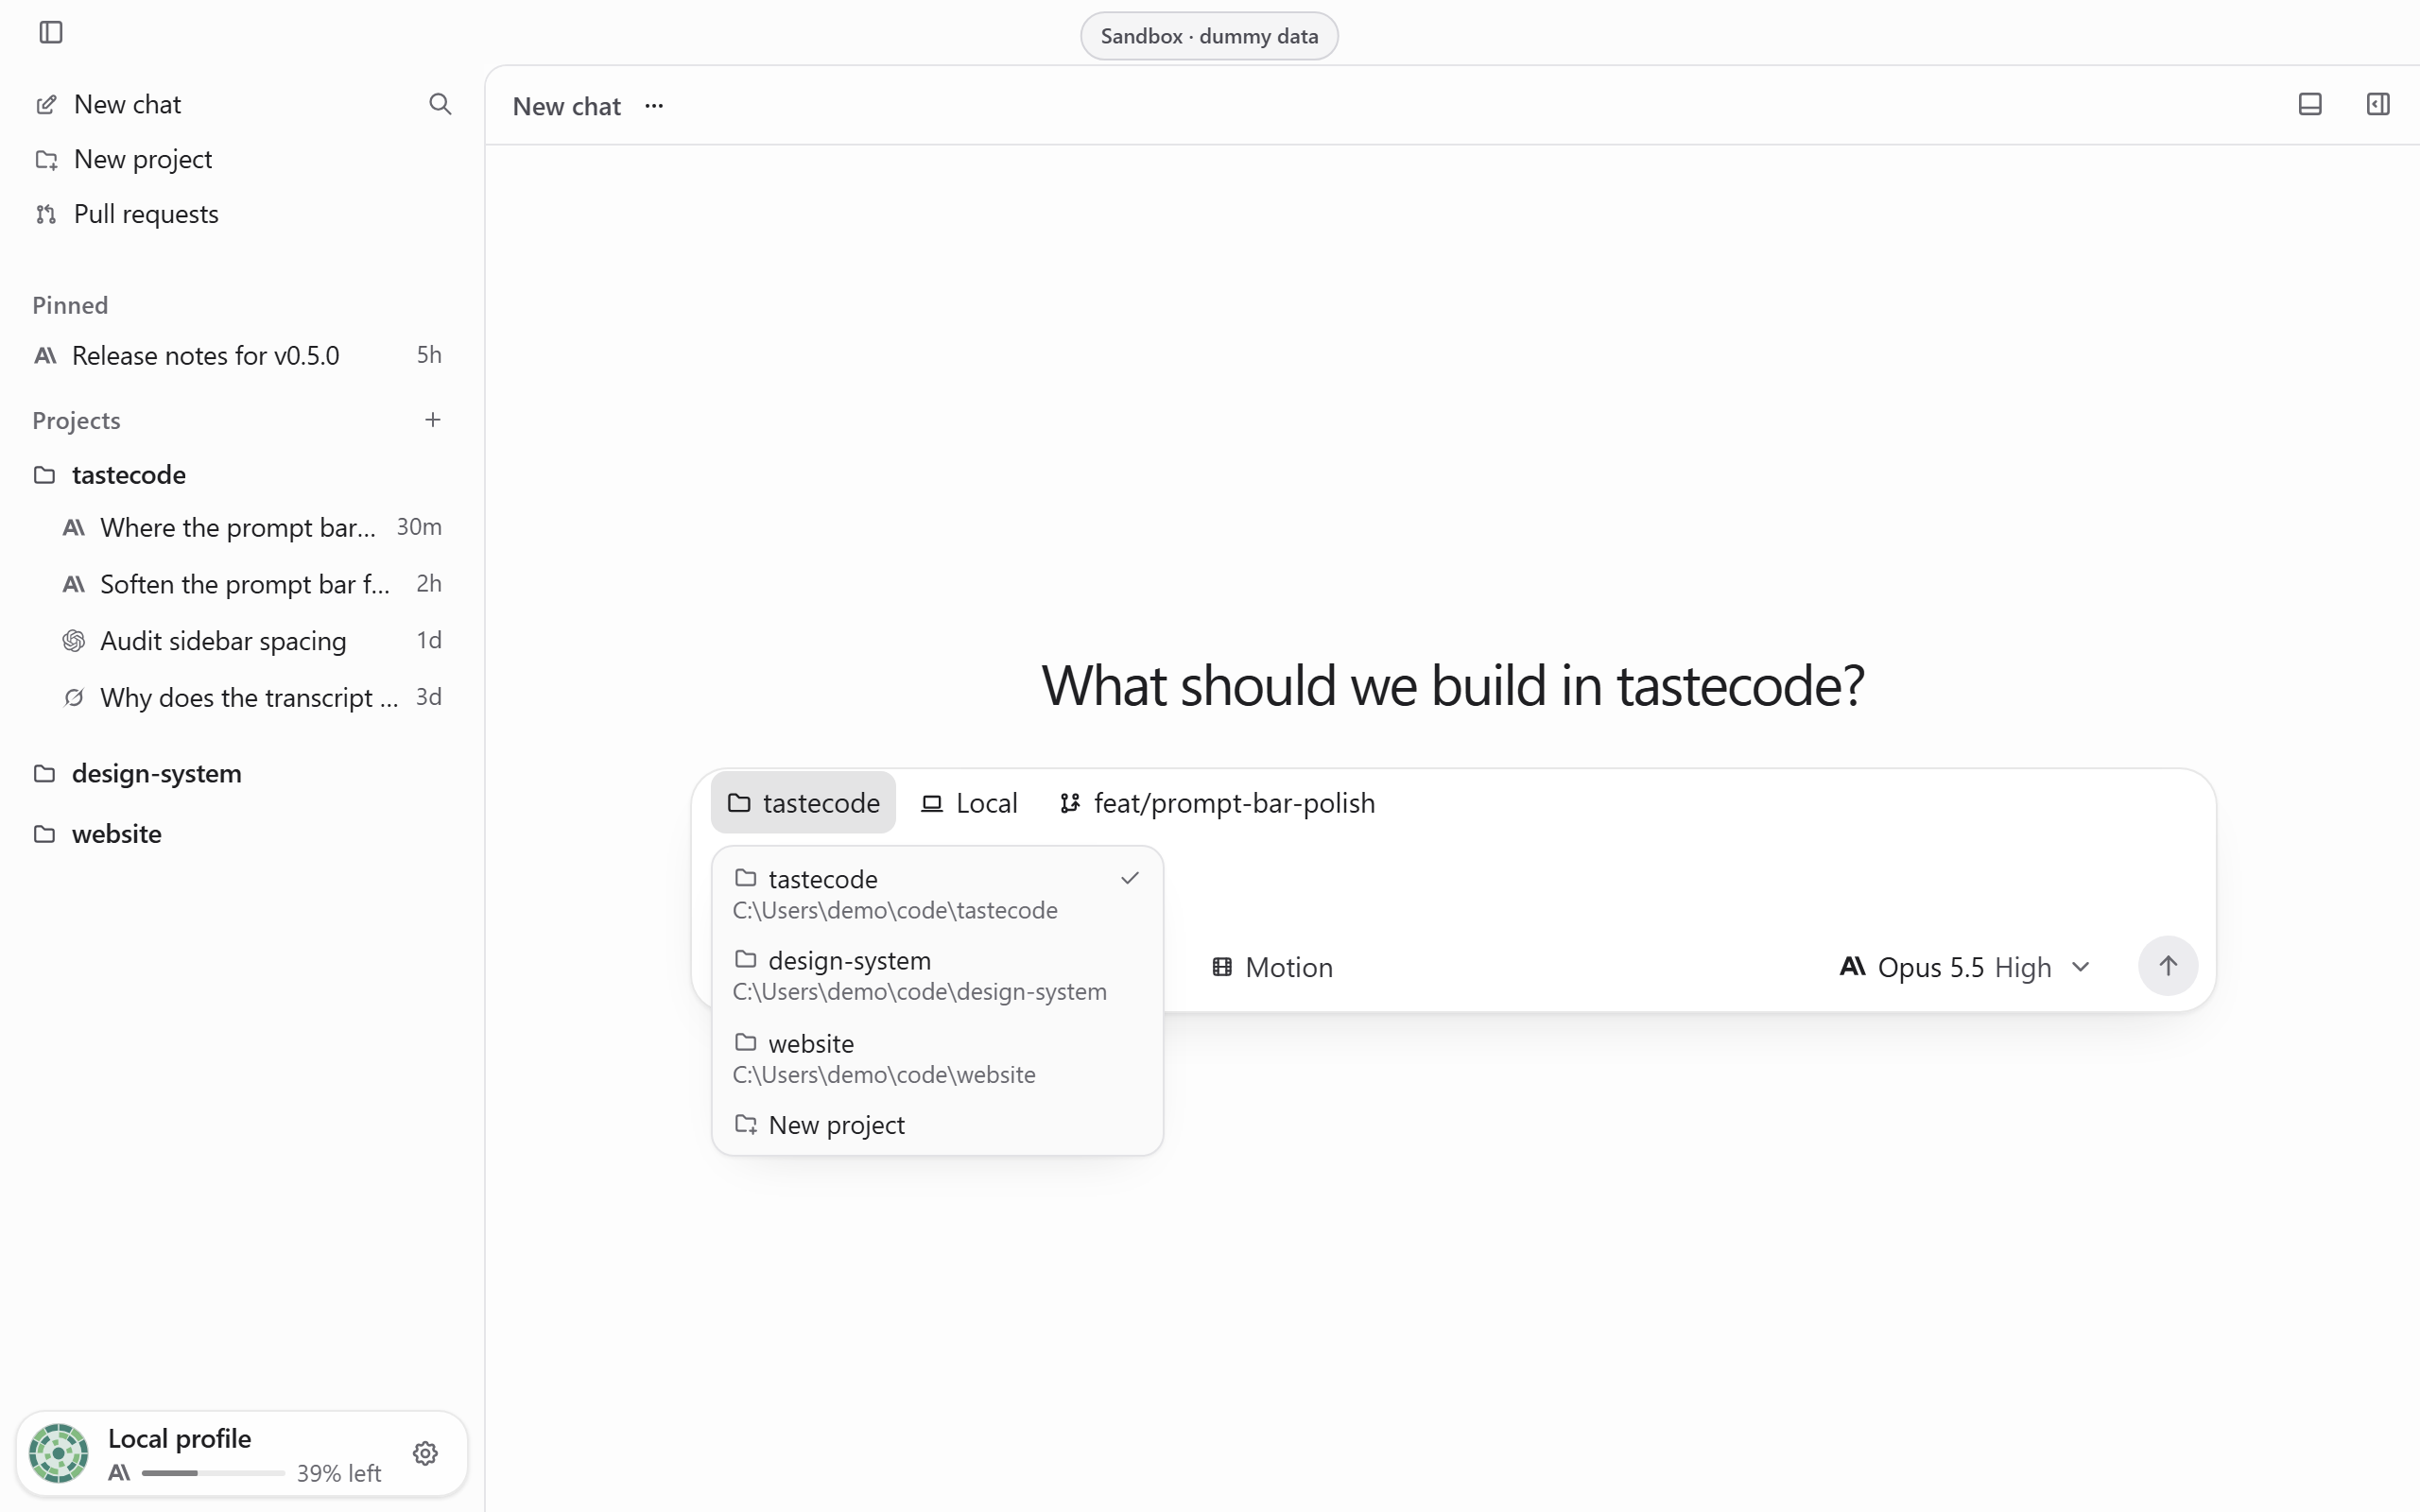 Sandbox · dummy data
New chat
New project
Pull requests
Pinned
Release notes for v0.5.0 5h
Projects
tastecode
Where the prompt bar... 30m
Soften the prompt bar f... 2h
Audit sidebar spacing 1d
Why does the transcript ... 3d
design-system
website
Local profile
39% left
New chat
What should we build in tastecode?
tastecode Local feat/prompt-bar-polish
tastecode
C:\Users\demo\code\tastecode
design-system
C:\Users\demo\code\design-system
website
C:\Users\demo\code\website
New project
Motion
Opus 5.5 High